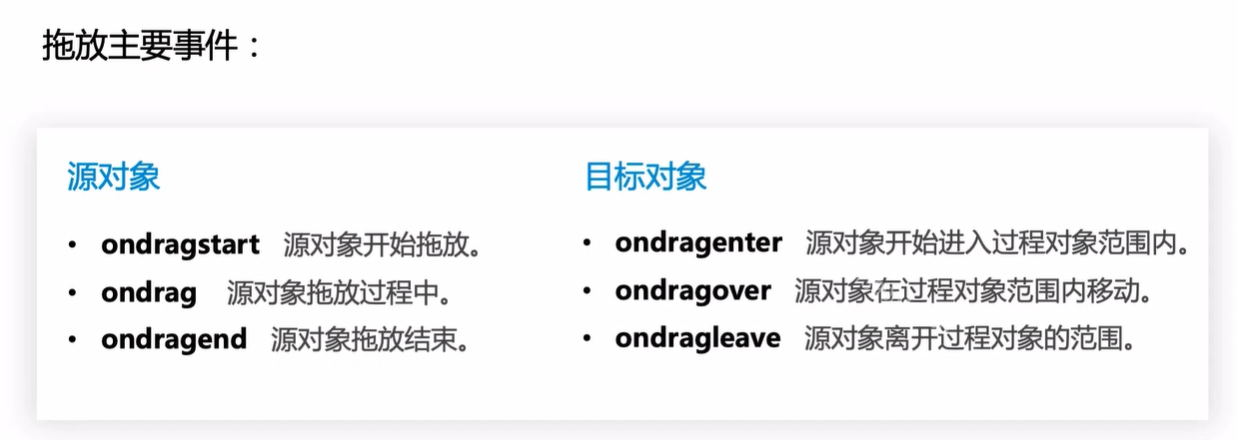 拖放主要事件：
源对象
• ondragstart 源对象开始拖放。
• ondrag 源对象拖放过程中。
• ondragend 源对象拖放结束。
目标对象
• ondragenter 源对象开始进入过程对象范围内。
• ondragover 源对象在过程对象范围内移动。
• ondragleave 源对象离开过程对象的范围。